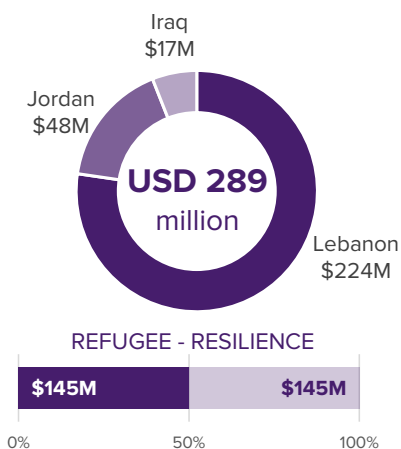 Iraq
$17M
Jordan
$48M
USD 289
million
Lebanon
$224M
REFUGEE - RESILIENCE
$145M $145M
0% 50% 100%